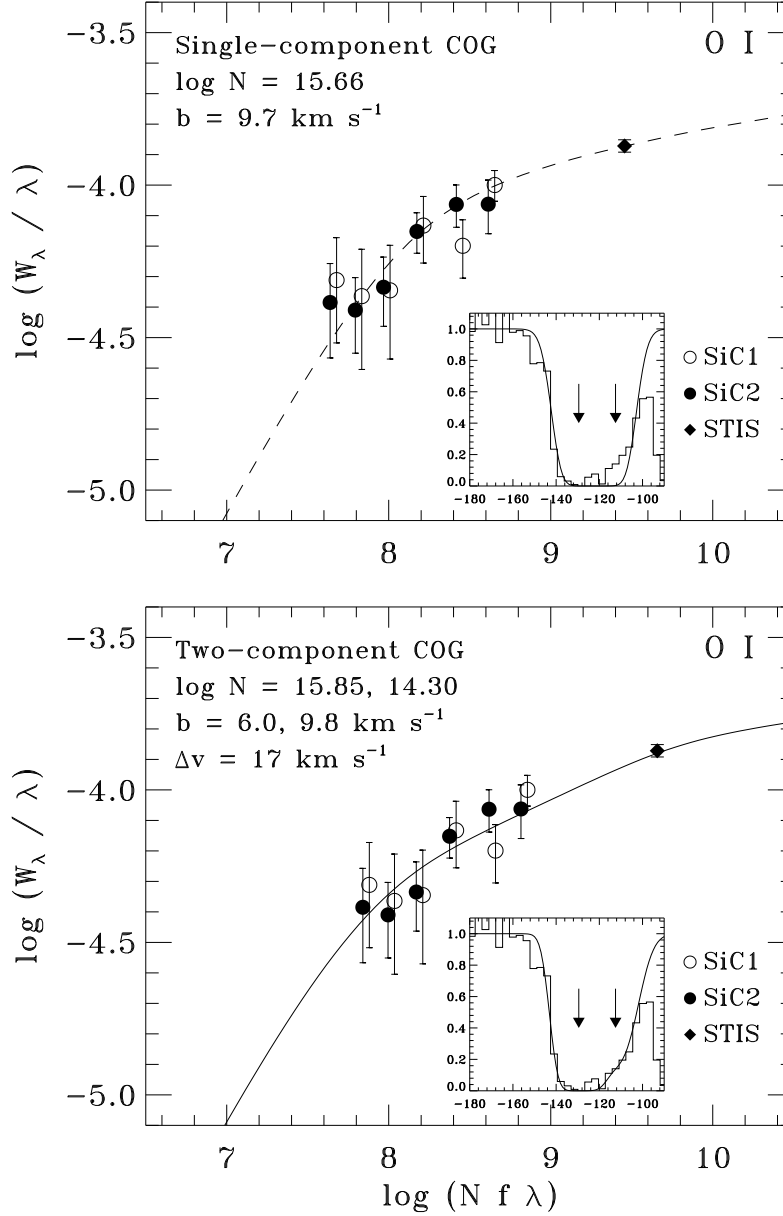 −3.5
Single−component COG
O I
log N = 15.66
b = 9.7 km s⁻¹
−4.0
log (W_λ / λ)
−4.5
−5.0
1.0
0.8
0.6
0.4
0.2
0.0
−180 −160 −140 −120 −100
SiC1
SiC2
STIS
7 8 9 10
−3.5
Two−component COG
O I
log N = 15.85, 14.30
b = 6.0, 9.8 km s⁻¹
Δv = 17 km s⁻¹
−4.0
log (W_λ / λ)
−4.5
−5.0
1.0
0.8
0.6
0.4
0.2
0.0
−180 −160 −140 −120 −100
SiC1
SiC2
STIS
7 8 9 10
log (N f λ)